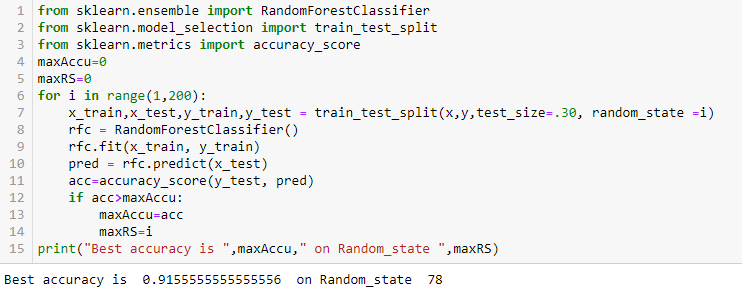 1 from sklearn.ensemble import RandomForestClassifier
2 from sklearn.model_selection import train_test_split
3 from sklearn.metrics import accuracy_score
4 maxAccu=0
5 maxRS=0
6 for i in range(1,200):
7     x_train,x_test,y_train,y_test = train_test_split(x,y,test_size=.30, random_state =i)
8     rfc = RandomForestClassifier()
9     rfc.fit(x_train, y_train)
10     pred = rfc.predict(x_test)
11     acc=accuracy_score(y_test, pred)
12     if acc>maxAccu:
13         maxAccu=acc
14         maxRS=i
15 print("Best accuracy is ",maxAccu," on Random_state ",maxRS)
Best accuracy is  0.9155555555555556  on Random_state  78